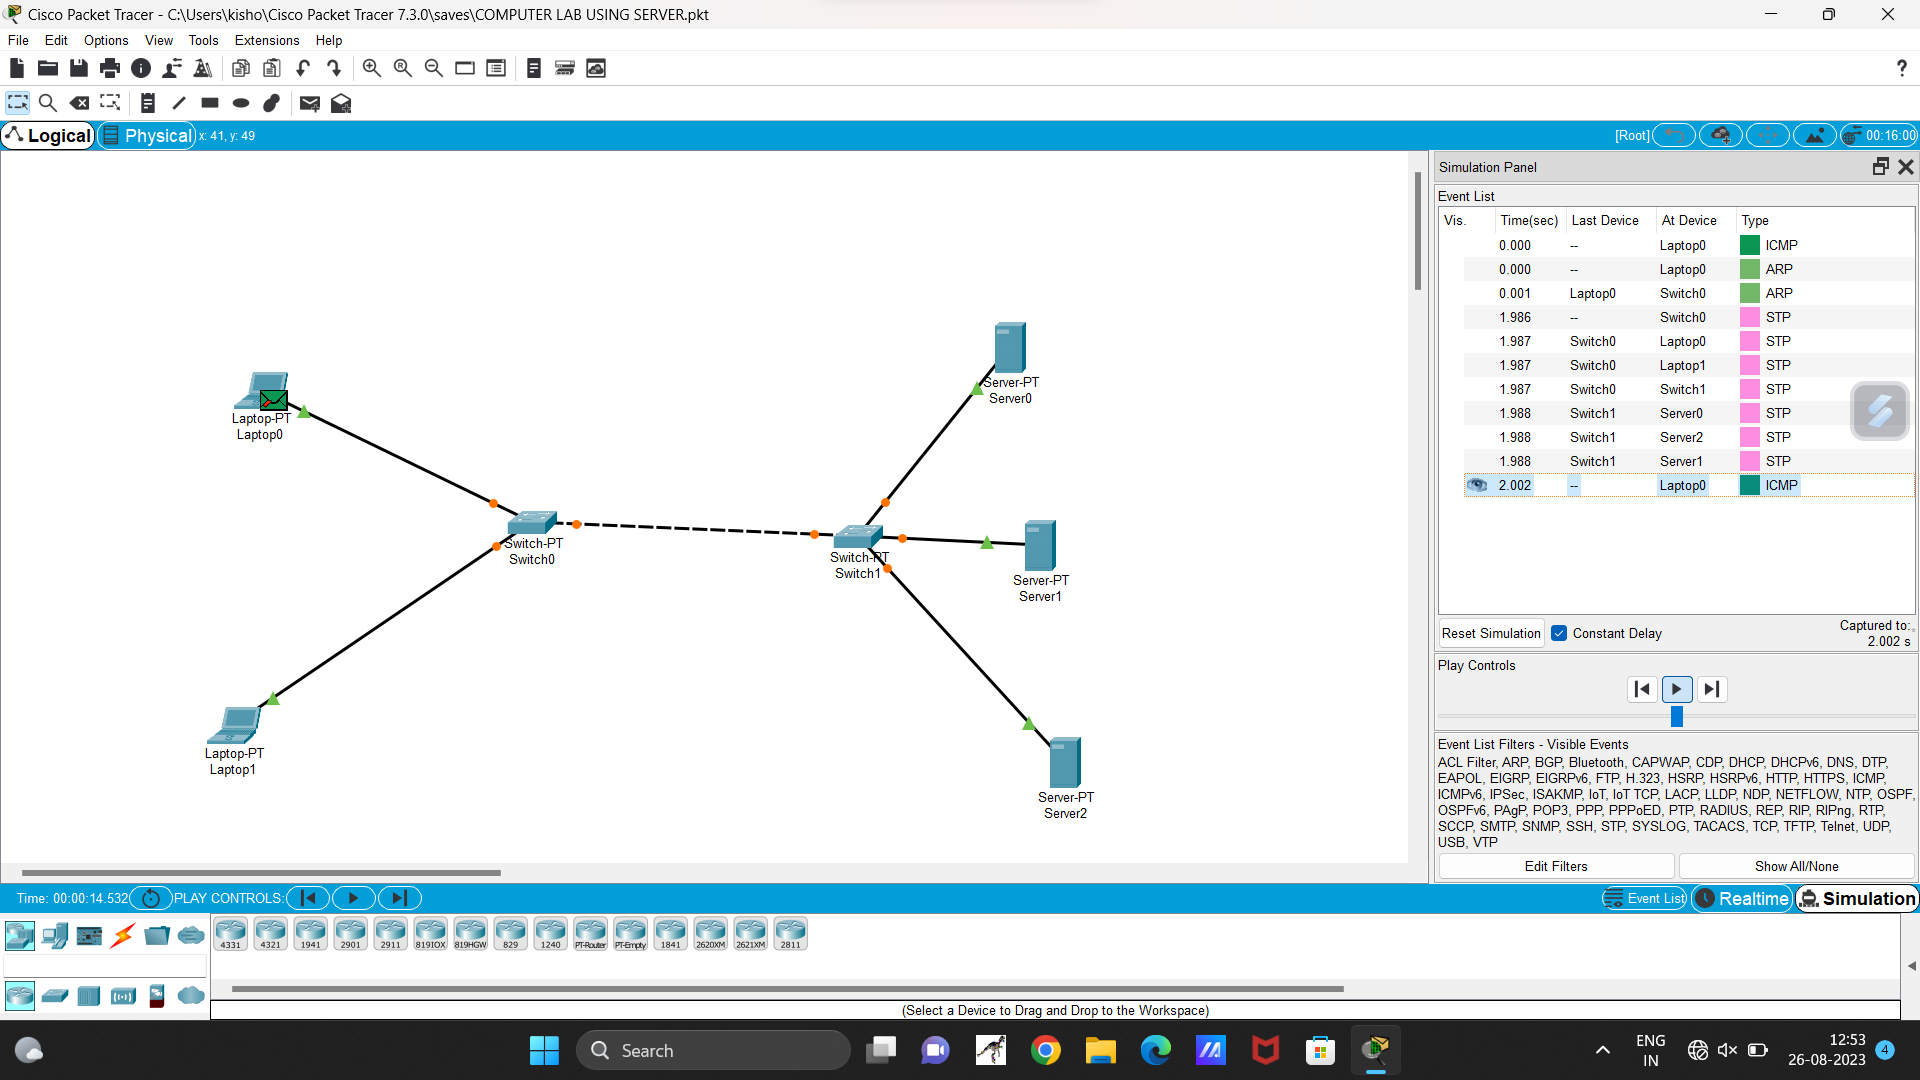 Cisco Packet Tracer - C:\Users\kisho\Cisco Packet Tracer 7.3.0\saves\COMPUTER LAB USING SERVER.pkt
File Edit Options View Tools Extensions Help
?
Logical Physical x: 41, y: 49 [Root] 00:16:00
Simulation Panel
Event List
Vis. Time(sec) Last Device At Device Type
0.000 -- Laptop0 ICMP
0.000 -- Laptop0 ARP
0.001 Laptop0 Switch0 ARP
1.986 -- Switch0 STP
1.987 Switch0 Laptop0 STP
1.987 Switch0 Laptop1 STP
1.987 Switch0 Switch1 STP
1.988 Switch1 Server0 STP
1.988 Switch1 Server2 STP
1.988 Switch1 Server1 STP
2.002 -- Laptop0 ICMP
Server-PT
Server0
Laptop-PT
Laptop0
Switch-PT
Switch0
Switch-PT
Switch1
Server-PT
Server1
Laptop-PT
Laptop1
Server-PT
Server2
Reset Simulation Constant Delay Captured to:
2.002 s
Play Controls
Event List Filters - Visible Events
ACL Filter, ARP, BGP, Bluetooth, CAPWAP, CDP, DHCP, DHCPv6, DNS, DTP,
EAPOL, EIGRP, EIGRPv6, FTP, H.323, HSRP, HSRPv6, HTTP, HTTPS, ICMP,
ICMPv6, IPSec, ISAKMP, IoT, IoT TCP, LACP, LLDP, NDP, NETFLOW, NTP, OSPF,
OSPFv6, PAgP, POP3, PPP, PPPoED, PTP, RADIUS, REP, RIP, RIPng, RTP,
SCCP, SMTP, SNMP, SSH, STP, SYSLOG, TACACS, TCP, TFTP, Telnet, UDP,
USB, VTP
Edit Filters Show All/None
Time: 00:00:14.532 PLAY CONTROLS: Event List Realtime Simulation
4331 4321 1941 2901 2911 819IOX 819HGW 829 1240 PT-Router PT-Empty 1841 2620XM 2621XM 2811
(Select a Device to Drag and Drop to the Workspace)
Search
ENG
IN
12:53
26-08-2023
4